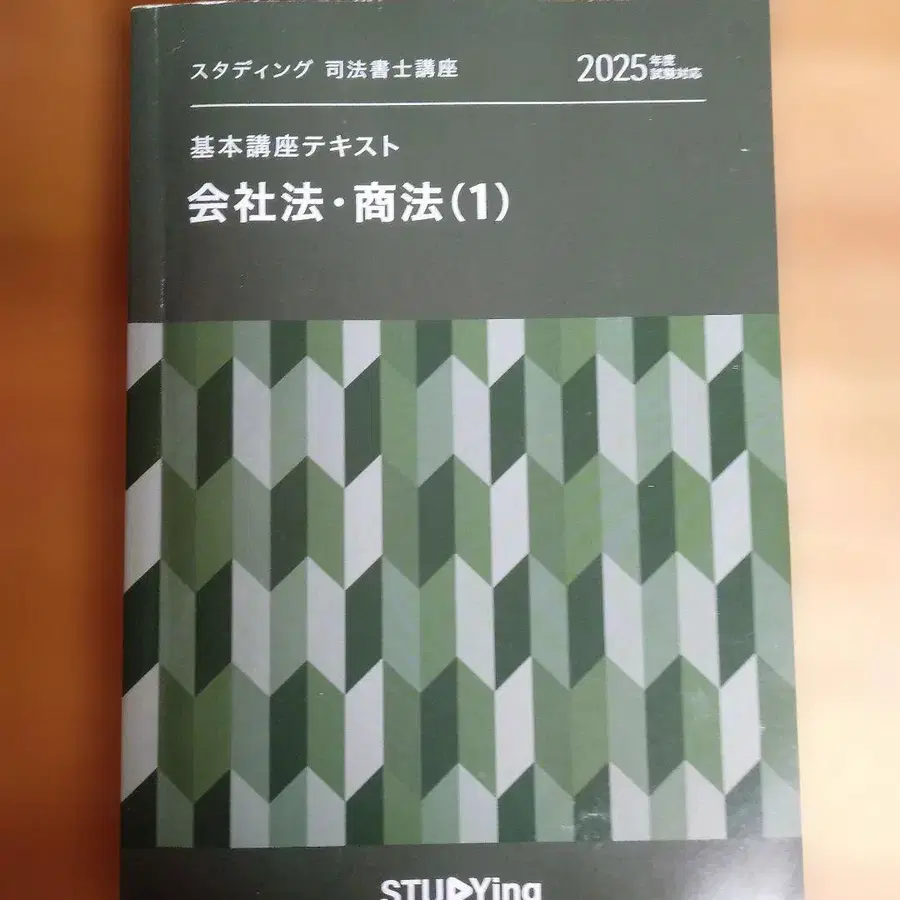 スタディング 司法書士講座
2025年度試験対応
基本講座テキスト
会社法・商法(1)
STUDYing